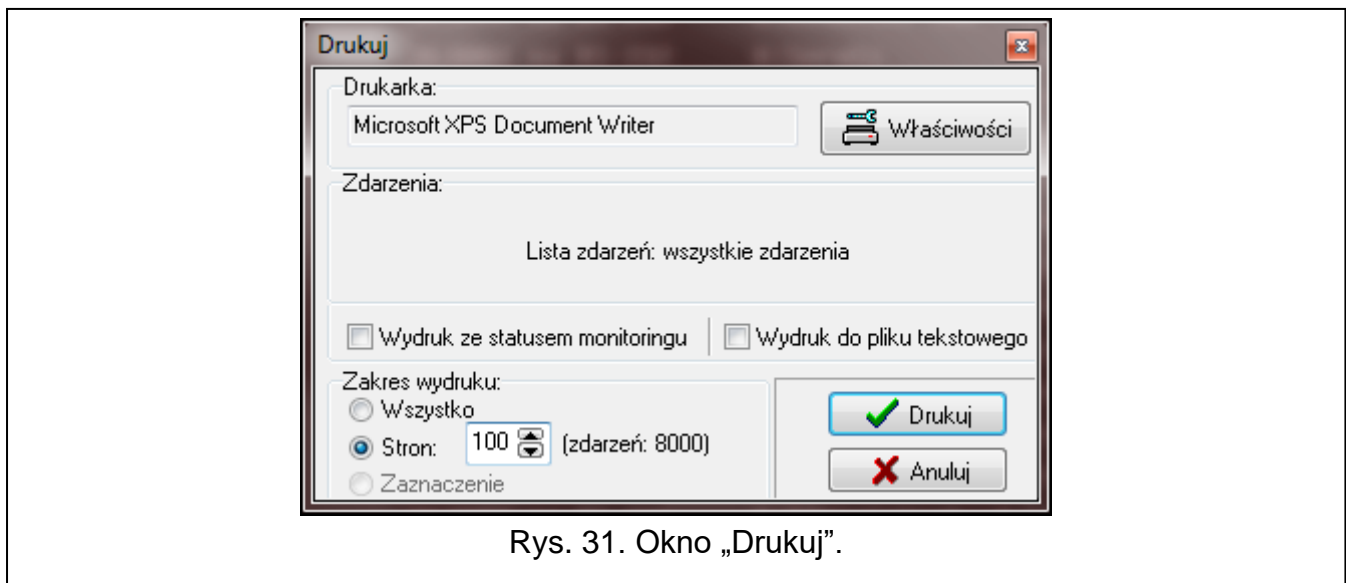 Drukuj
Drukarka:
Microsoft XPS Document Writer
Właściwości
Zdarzenia:
Lista zdarzeń: wszystkie zdarzenia
Wydruk ze statusem monitoringu
Wydruk do pliku tekstowego
Zakres wydruku:
Wszystko
Stron: 100 (zdarzeń: 8000)
Zaznaczenie
Drukuj
Anuluj
Rys. 31. Okno „Drukuj”.